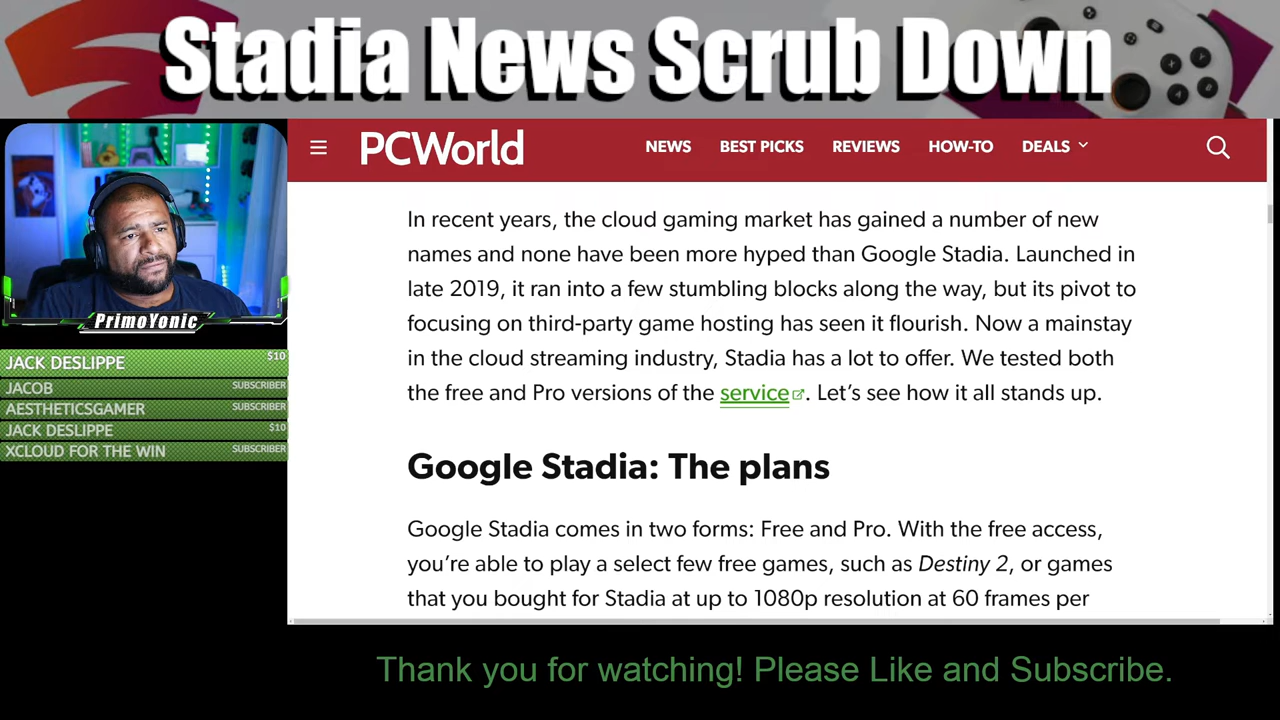 Stadia News Scrub Down
PCWorld
NEWS BEST PICKS REVIEWS HOW-TO DEALS
In recent years, the cloud gaming market has gained a number of new
names and none have been more hyped than Google Stadia. Launched in
late 2019, it ran into a few stumbling blocks along the way, but its pivot to
focusing on third-party game hosting has seen it flourish. Now a mainstay
in the cloud streaming industry, Stadia has a lot to offer. We tested both
the free and Pro versions of the service. Let’s see how it all stands up.
Google Stadia: The plans
Google Stadia comes in two forms: Free and Pro. With the free access,
you’re able to play a select few free games, such as Destiny 2, or games
that you bought for Stadia at up to 1080p resolution at 60 frames per
PrimoYonic
JACK DESLIPPE $10
JACOB SUBSCRIBER
AESTHETICSGAMER SUBSCRIBER
JACK DESLIPPE $10
XCLOUD FOR THE WIN SUBSCRIBER
Thank you for watching! Please Like and Subscribe.